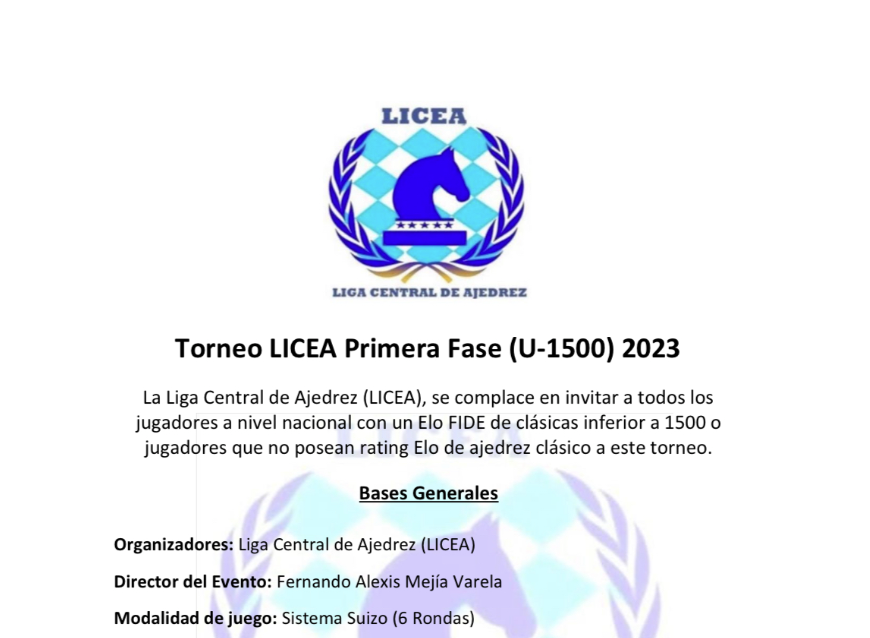 LICEA
LIGA CENTRAL DE AJEDREZ
Torneo LICEA Primera Fase (U-1500) 2023
La Liga Central de Ajedrez (LICEA), se complace en invitar a todos los
jugadores a nivel nacional con un Elo FIDE de clásicas inferior a 1500 o
jugadores que no posean rating Elo de ajedrez clásico a este torneo.
LICEA
Bases Generales
Organizadores: Liga Central de Ajedrez (LICEA)
Director del Evento: Fernando Alexis Mejía Varela
Modalidad de juego: Sistema Suizo (6 Rondas)